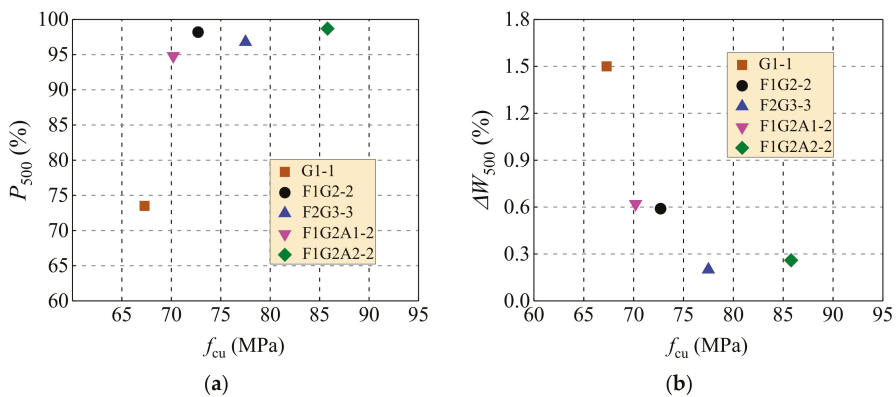 100
95
90
85
80
75
70
65
60
P500 (%)
65 70 75 80 85 90 95
fcu (MPa)
G1-1
F1G2-2
F2G3-3
F1G2A1-2
F1G2A2-2
(a)
1.8
1.5
1.2
0.9
0.6
0.3
0.0
ΔW500 (%)
60 65 70 75 80 85 90 95
fcu (MPa)
G1-1
F1G2-2
F2G3-3
F1G2A1-2
F1G2A2-2
(b)